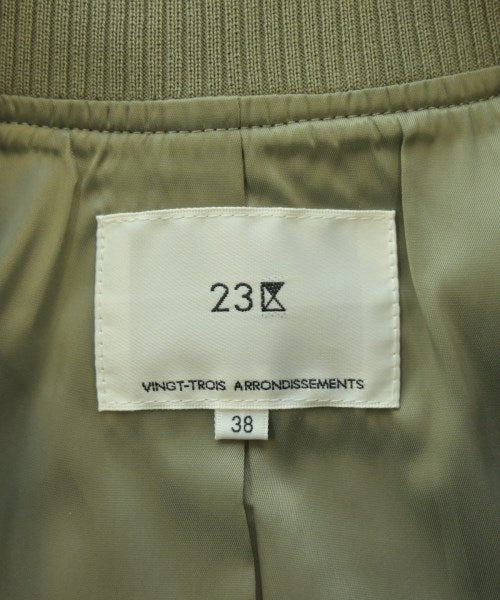 23区
VINGT-TROIS ARRONDISSEMENTS
38